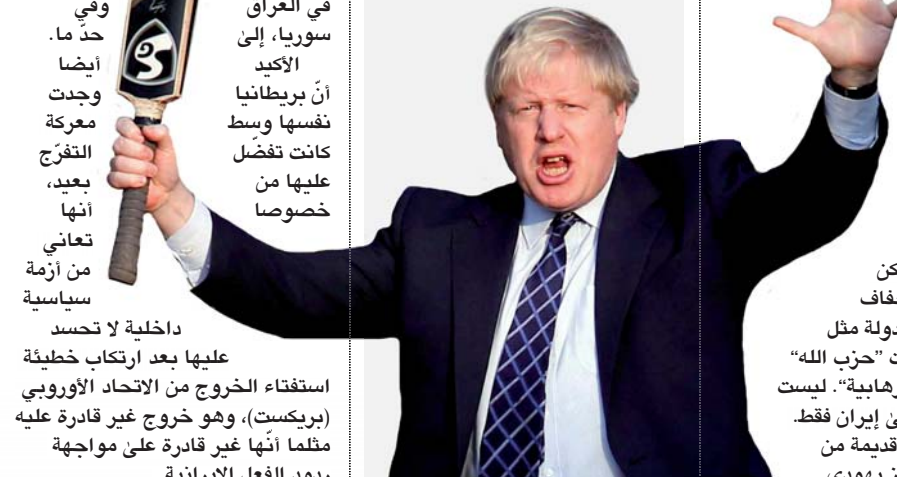 دولة مثل
”حزب الله“
ليست
إيران فقط.
قديمة من
في العراق وفي
سوريا، إلى حدّ ما.
الأكيد أيضا
أنّ بريطانيا وجدت
نفسها وسط معركة
كانت تفضّل التفرّج
عليها من بعيد،
خصوصا أنها
تعاني
من أزمة
سياسية
داخلية لا تحسد
عليها بعد ارتكاب خطيئة
استفتاء الخروج من الاتحاد الأوروبي
(بريكست)، وهو خروج غير قادرة عليه
مثلما أنّها غير قادرة على مواجهة
ردود الفعل الإيرانية